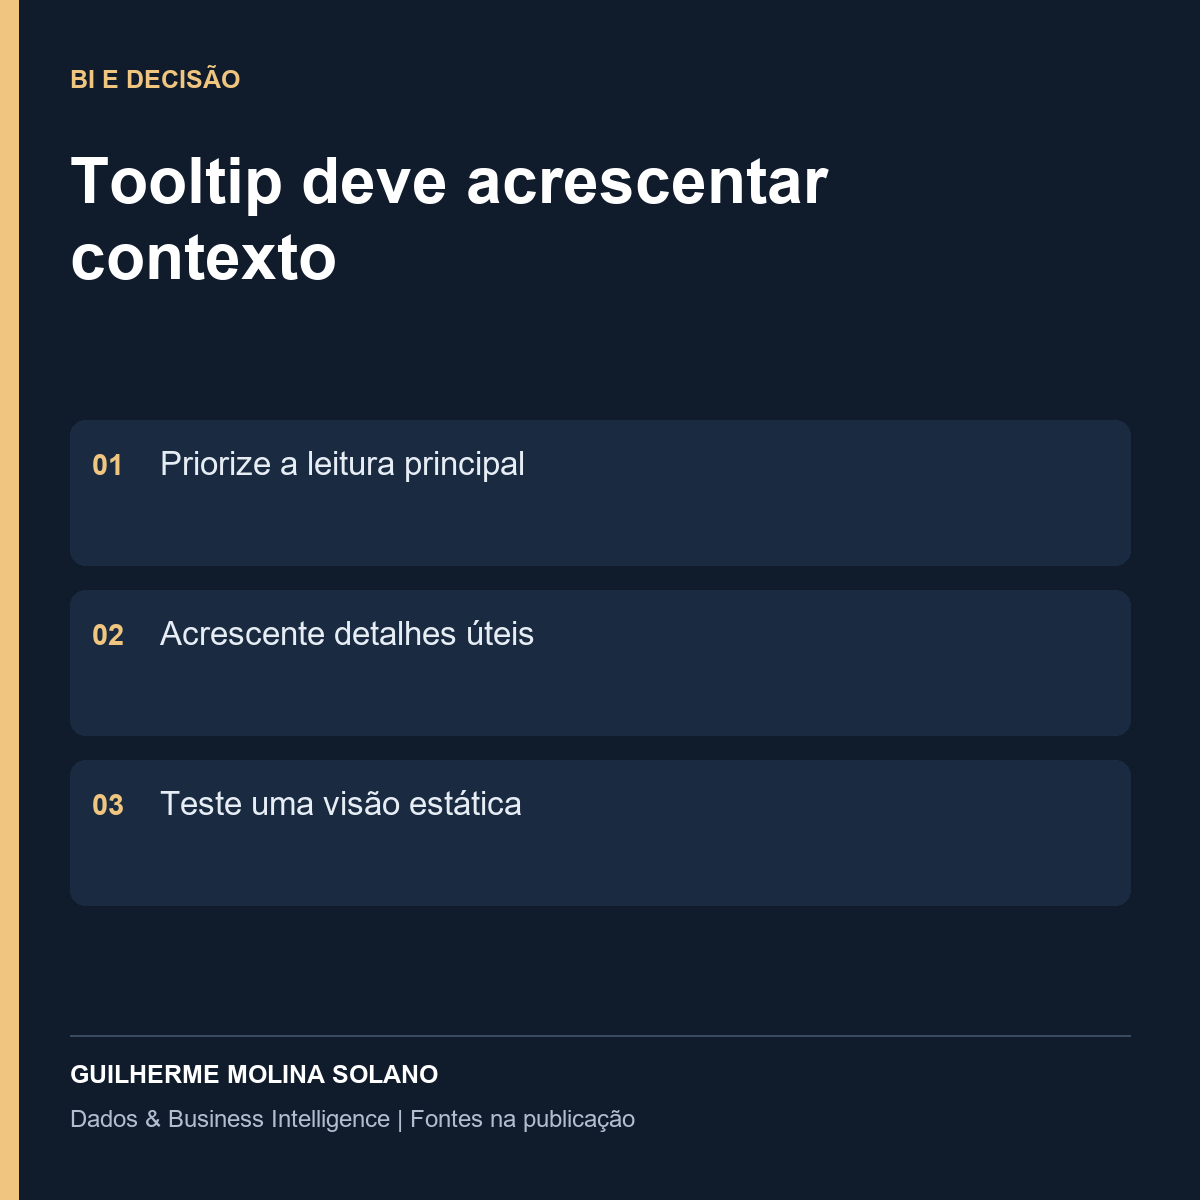 BI E DECISÃO
Tooltip deve acrescentar
contexto
01 Priorize a leitura principal
02 Acrescente detalhes úteis
03 Teste uma visão estática
GUILHERME MOLINA SOLANO
Dados & Business Intelligence | Fontes na publicação